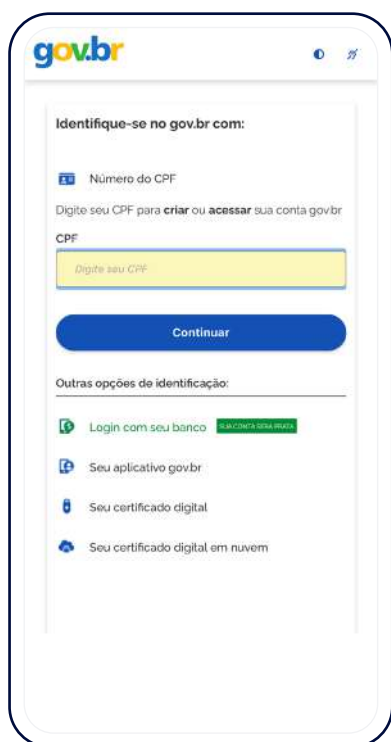 gov.br
Identifique-se no gov.br com:
Número do CPF
Digite seu CPF para criar ou acessar sua conta gov.br
CPF
Digite seu CPF
Continuar
Outras opções de identificação:
Login com seu banco SUA CONTA SERÁ PRATA
Seu aplicativo gov.br
Seu certificado digital
Seu certificado digital em nuvem